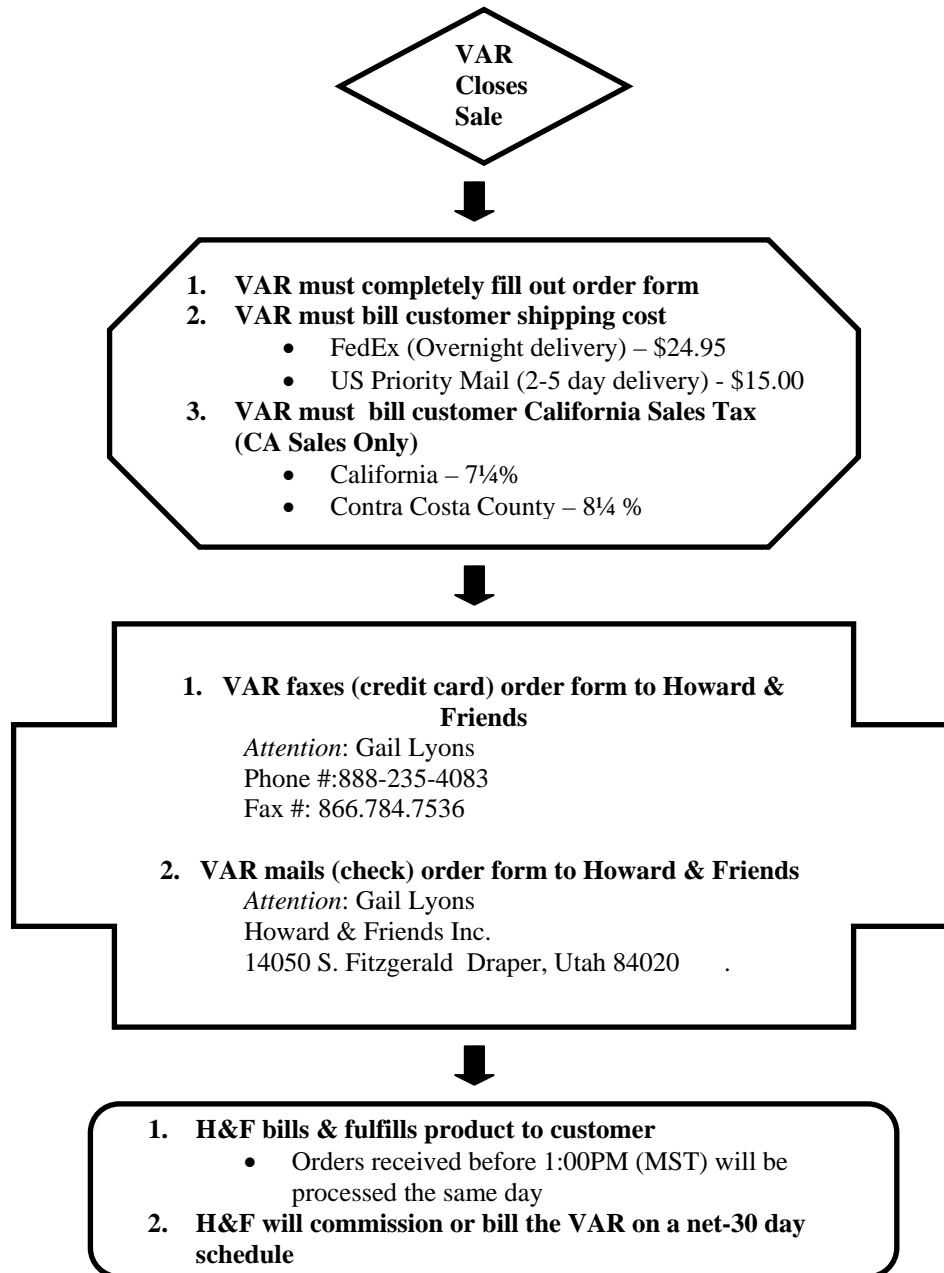 VAR
Closes
Sale
1. VAR must completely fill out order form
2. VAR must bill customer shipping cost
• FedEx (Overnight delivery) – $24.95
• US Priority Mail (2-5 day delivery) - $15.00
3. VAR must bill customer California Sales Tax
(CA Sales Only)
• California – 7¼%
• Contra Costa County – 8¼ %
1. VAR faxes (credit card) order form to Howard &
Friends
Attention: Gail Lyons
Phone #:888-235-4083
Fax #: 866.784.7536
2. VAR mails (check) order form to Howard & Friends
Attention: Gail Lyons
Howard & Friends Inc.
14050 S. Fitzgerald Draper, Utah 84020 .
1. H&F bills & fulfills product to customer
• Orders received before 1:00PM (MST) will be
processed the same day
2. H&F will commission or bill the VAR on a net-30 day
schedule